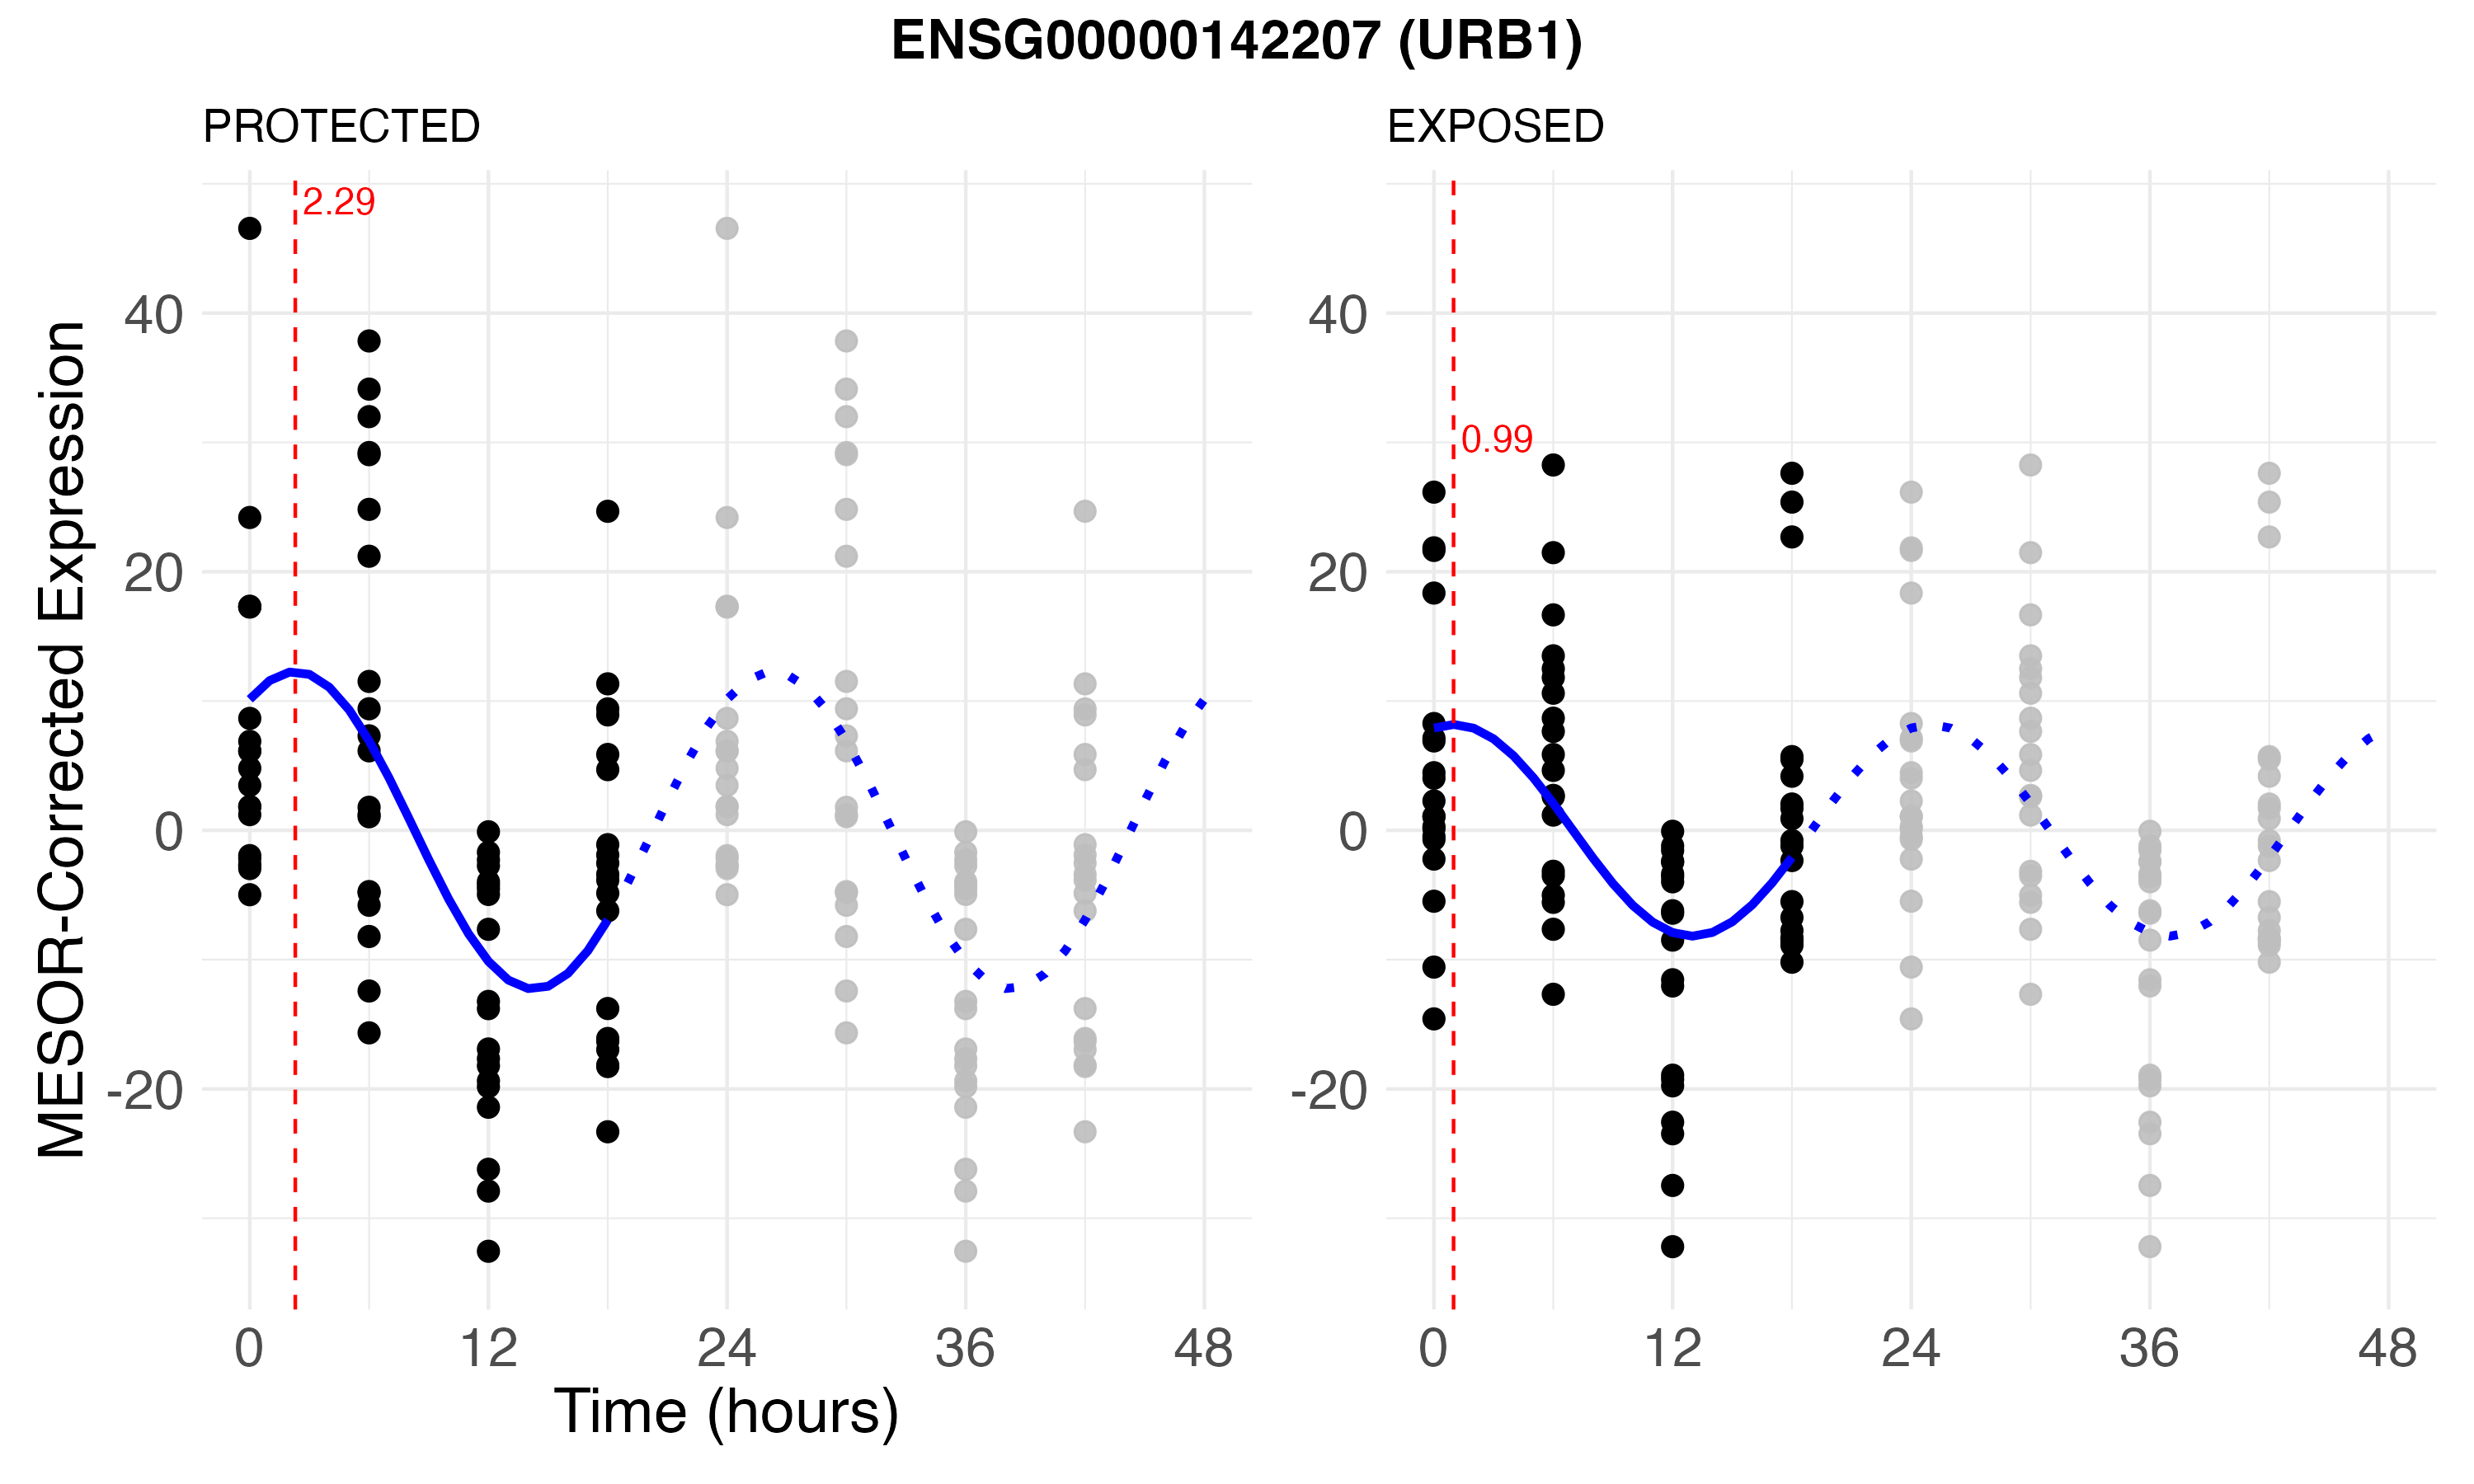 ENSG00000142207 (URB1)
PROTECTED
EXPOSED
2.29
0.99
MESOR-Corrected Expression
40
20
0
-20
40
20
0
-20
0 12 24 36 48
0 12 24 36 48
Time (hours)